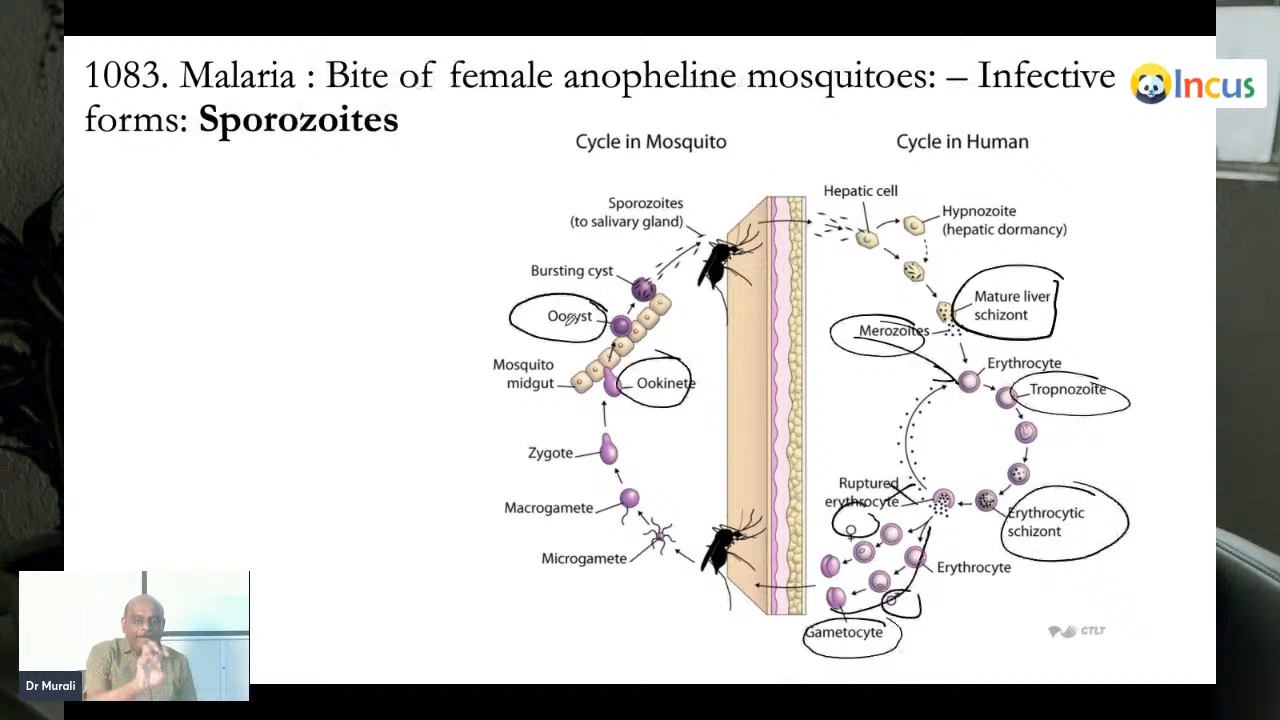 1083. Malaria : Bite of female anopheline mosquitoes: – Infective
forms: Sporozoites
Incus
Cycle in Mosquito
Cycle in Human
Sporozoites
(to salivary gland)
Bursting cyst
Oocyst
Mosquito
midgut
Ookinete
Zygote
Macrogamete
Microgamete
Hepatic cell
Hypnozoite
(hepatic dormancy)
Mature liver
schizont
Merozoites
Erythrocyte
Tropnozoite
Ruptured
erythrocyte
Erythrocytic
schizont
♀
Erythrocyte
♂
Gametocyte
CTLT
Dr Murali